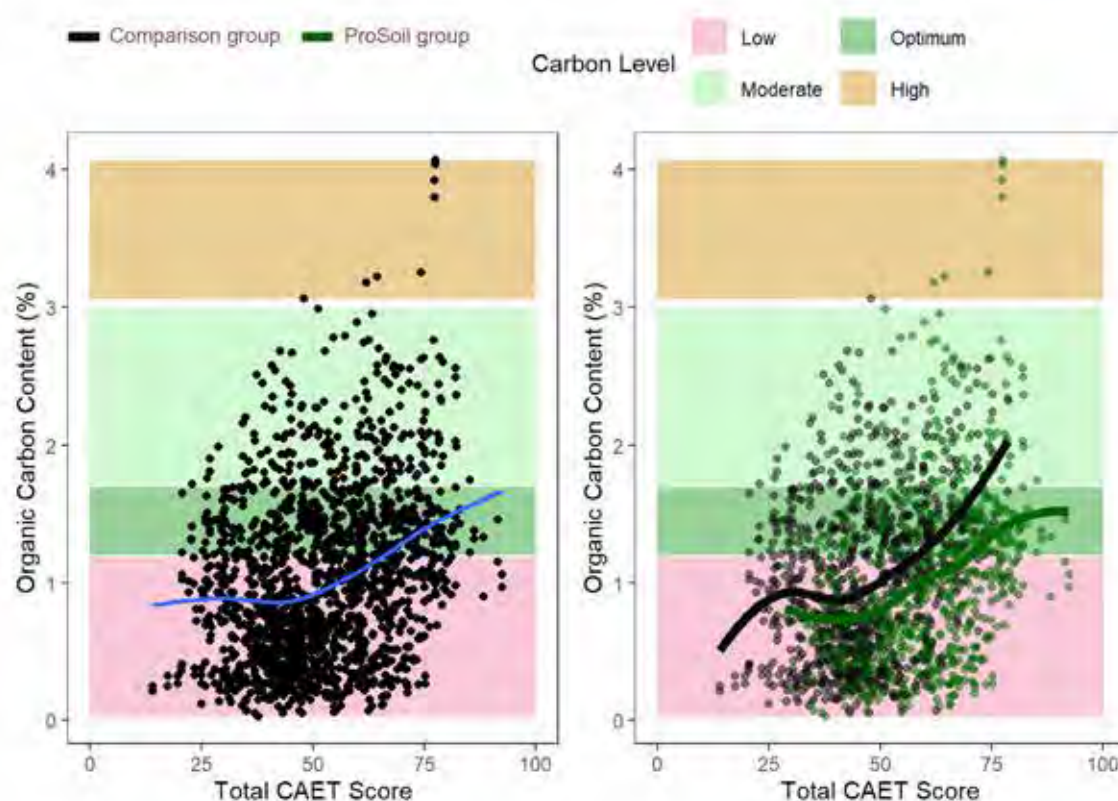 Comparison group ProSoil group
Carbon Level
Low Optimum
Moderate High
Organic Carbon Content (%)
4
3
2
1
0
0 25 50 75 100
Total CAET Score
Organic Carbon Content (%)
4
3
2
1
0
0 25 50 75 100
Total CAET Score